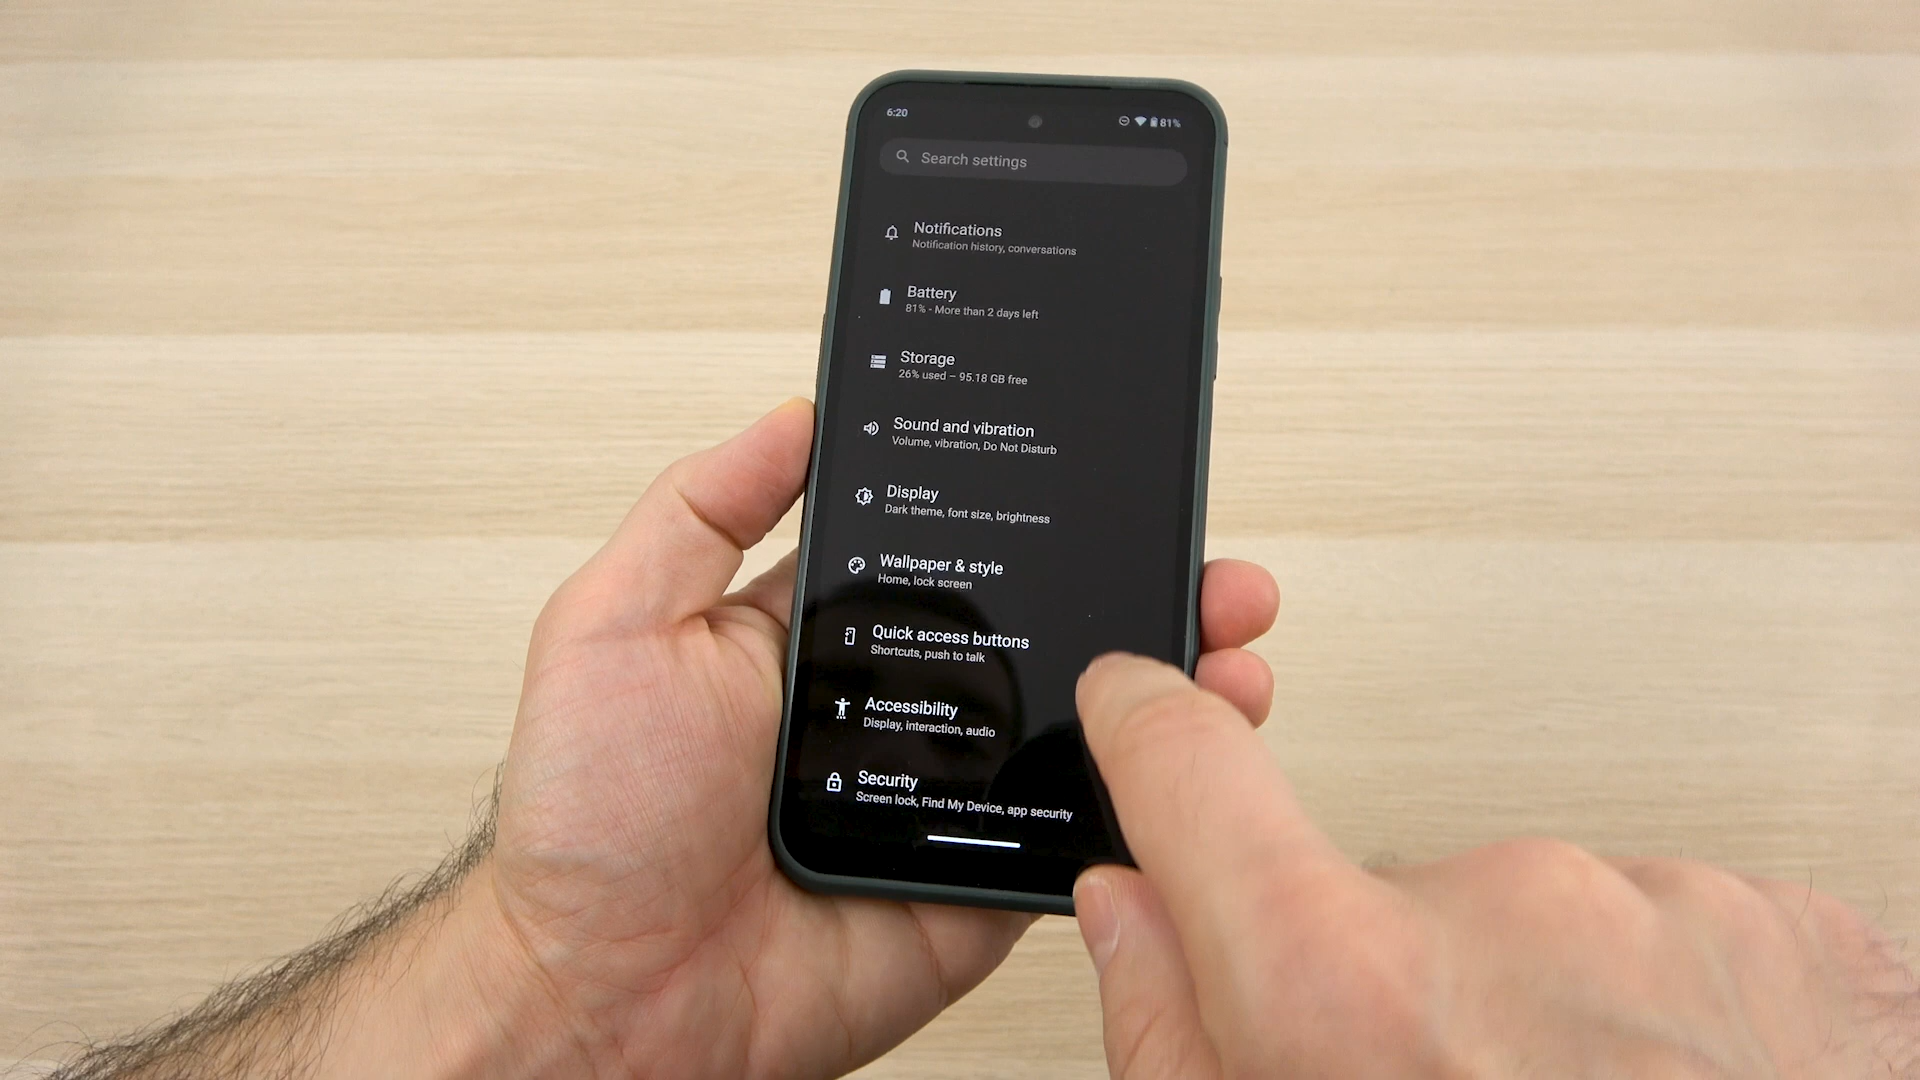 6:20
81%
Search settings
Notifications
Notification history, conversations
Battery
81% - More than 2 days left
Storage
26% used – 95.18 GB free
Sound and vibration
Volume, vibration, Do Not Disturb
Display
Dark theme, font size, brightness
Wallpaper & style
Home, lock screen
Quick access buttons
Shortcuts, push to talk
Accessibility
Display, interaction, audio
Security
Screen lock, Find My Device, app security